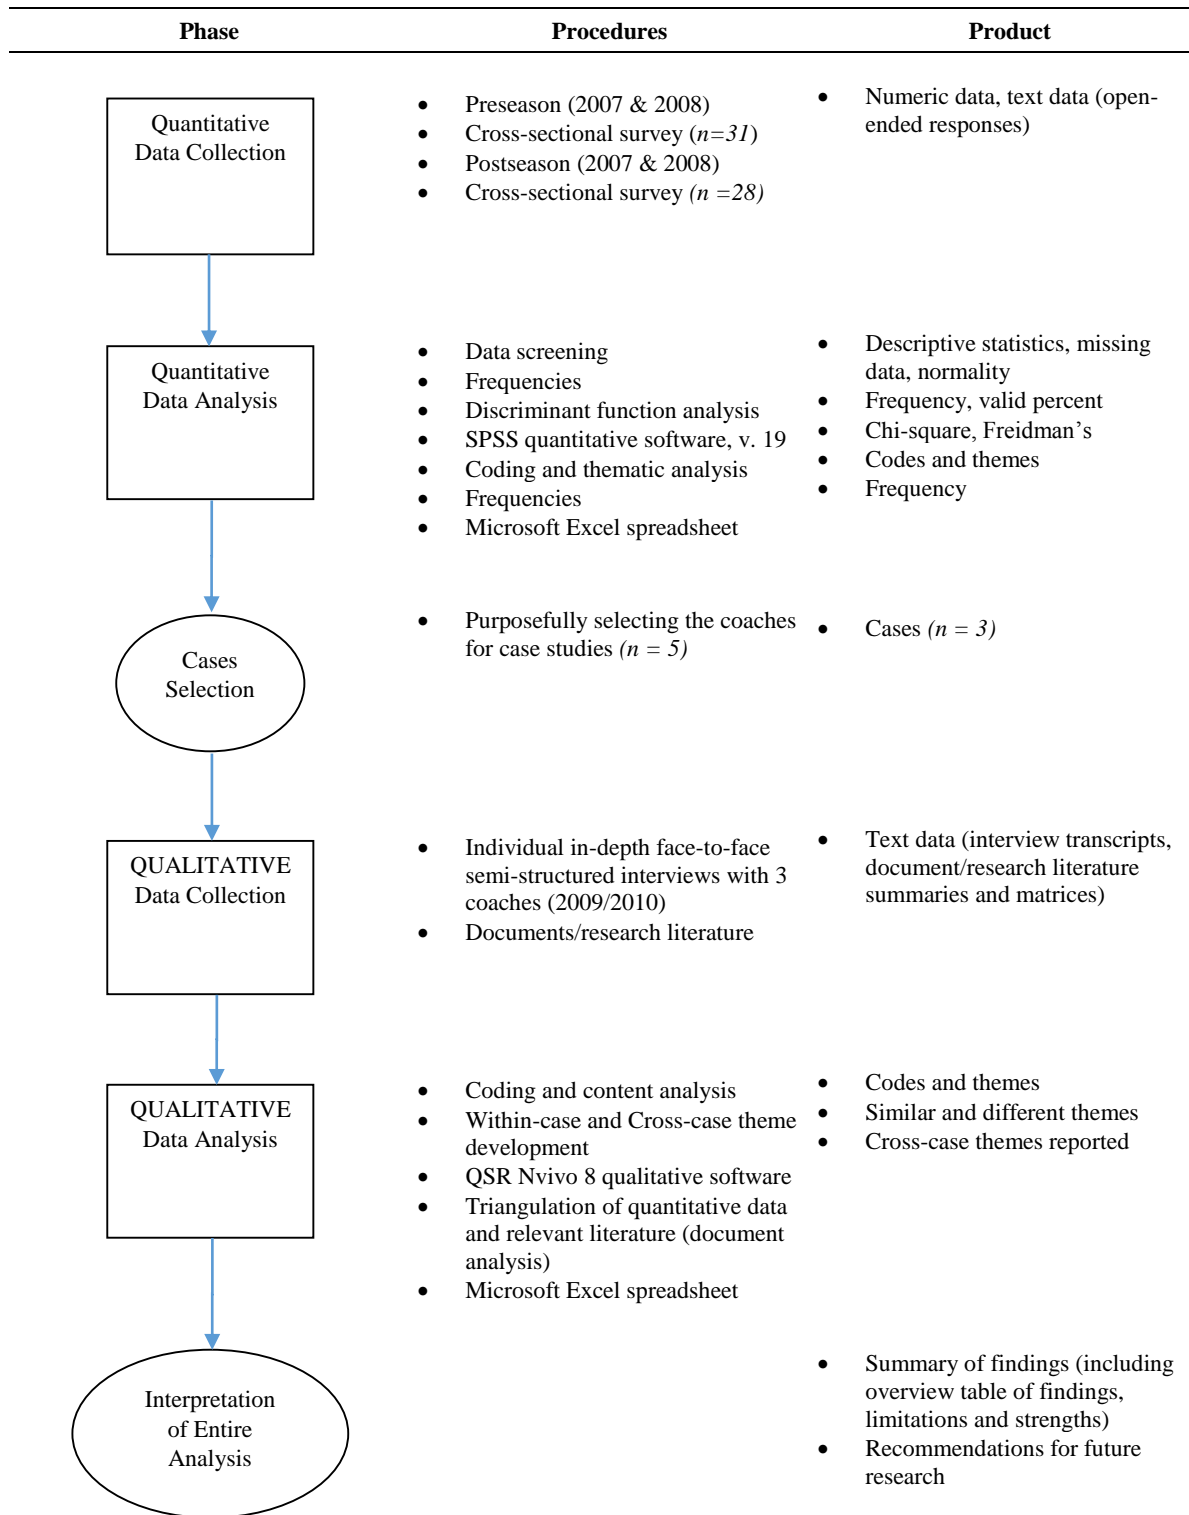 Phase Procedures Product
Quantitative
Data Collection
• Preseason (2007 & 2008)
• Cross-sectional survey (n=31)
• Postseason (2007 & 2008)
• Cross-sectional survey (n =28)
• Numeric data, text data (open-
ended responses)
Quantitative
Data Analysis
• Data screening
• Frequencies
• Discriminant function analysis
• SPSS quantitative software, v. 19
• Coding and thematic analysis
• Frequencies
• Microsoft Excel spreadsheet
• Descriptive statistics, missing
data, normality
• Frequency, valid percent
• Chi-square, Freidman’s
• Codes and themes
• Frequency
Cases
Selection
• Purposefully selecting the coaches
for case studies (n = 5)
• Cases (n = 3)
QUALITATIVE
Data Collection
• Individual in-depth face-to-face
semi-structured interviews with 3
coaches (2009/2010)
• Documents/research literature
• Text data (interview transcripts,
document/research literature
summaries and matrices)
QUALITATIVE
Data Analysis
• Coding and content analysis
• Within-case and Cross-case theme
development
• QSR Nvivo 8 qualitative software
• Triangulation of quantitative data
and relevant literature (document
analysis)
• Microsoft Excel spreadsheet
• Codes and themes
• Similar and different themes
• Cross-case themes reported
Interpretation
of Entire
Analysis
• Summary of findings (including
overview table of findings,
limitations and strengths)
• Recommendations for future
research